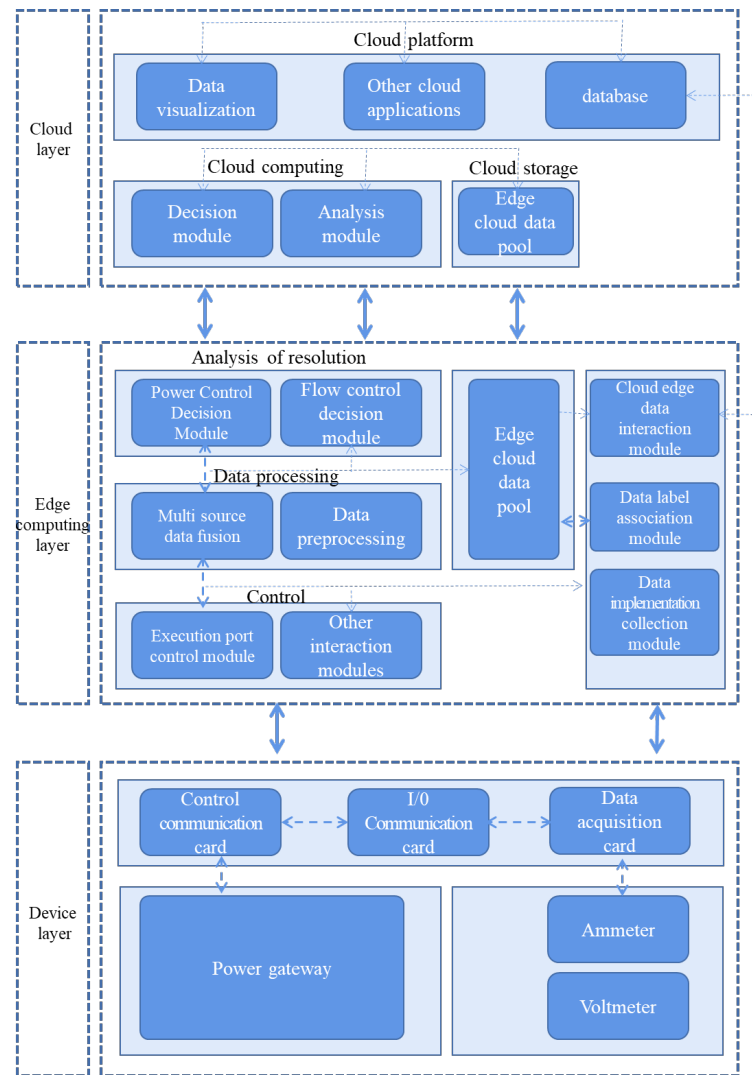 Cloud platform
Data
visualization
Other cloud
applications
database
Cloud
layer
Cloud computing
Cloud storage
Decision
module
Analysis
module
Edge
cloud data
pool
Analysis of resolution
Power Control
Decision
Module
Flow control
decision
module
Edge
cloud
data
pool
Cloud edge
data
interaction
module
Data processing
Multi source
data fusion
Data
preprocessing
Data label
association
module
Edge
computing
layer
Control
Execution port
control module
Other
interaction
modules
Data
implementation
collection
module
Control
communication
card
I/0
Communication
card
Data
acquisition
card
Device
layer
Power gateway
Ammeter
Voltmeter